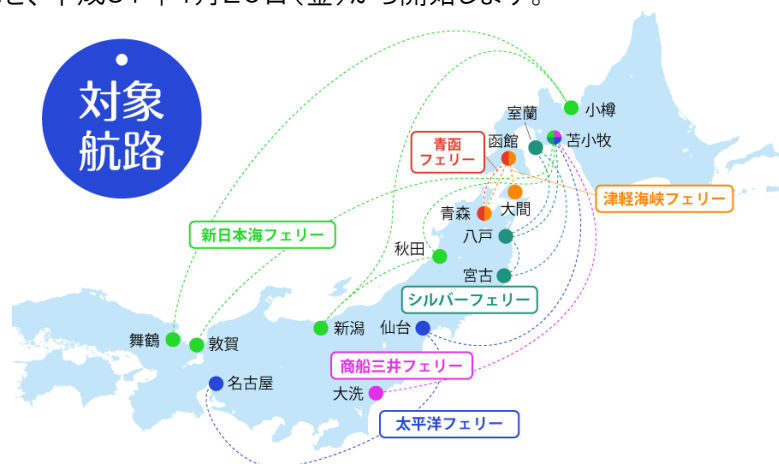 対象
航路
小樽
室蘭
苫小牧
青函
フェリー
函館
津軽海峡フェリー
青森
大間
新日本海フェリー
八戸
秋田
宮古
シルバーフェリー
舞鶴
敦賀
新潟
仙台
商船三井フェリー
名古屋
大洗
太平洋フェリー